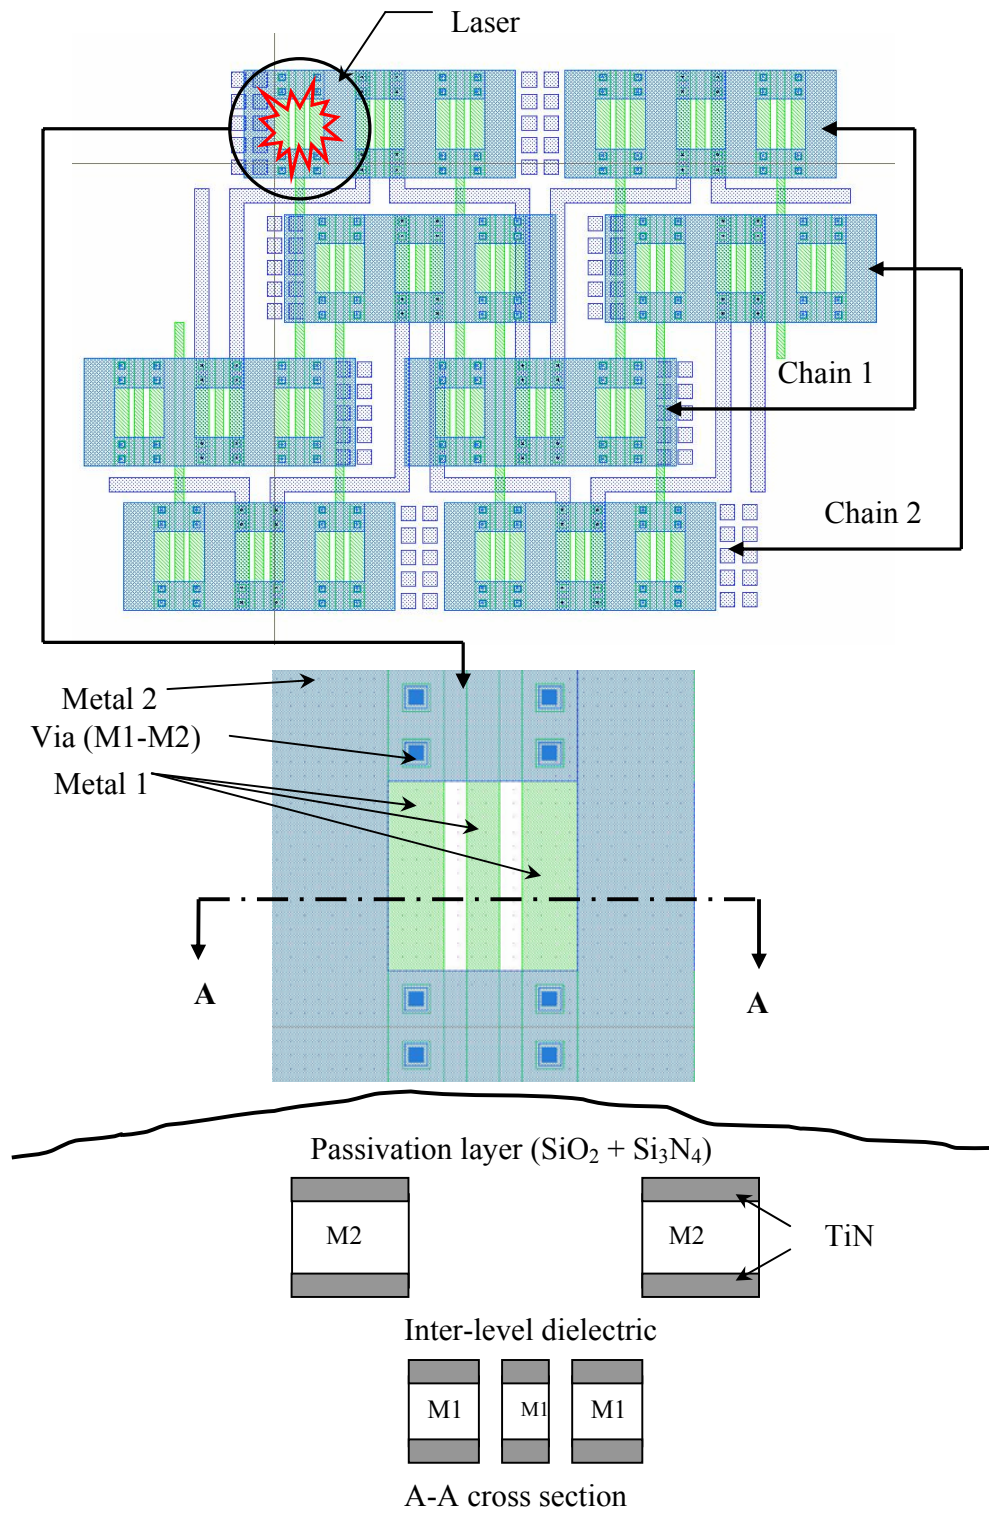 Laser
Chain 1
Chain 2
Metal 2
Via (M1-M2)
Metal 1
A
A
Passivation layer (SiO₂ + Si₃N₄)
M2
M2
TiN
Inter-level dielectric
M1
M1
M1
A-A cross section